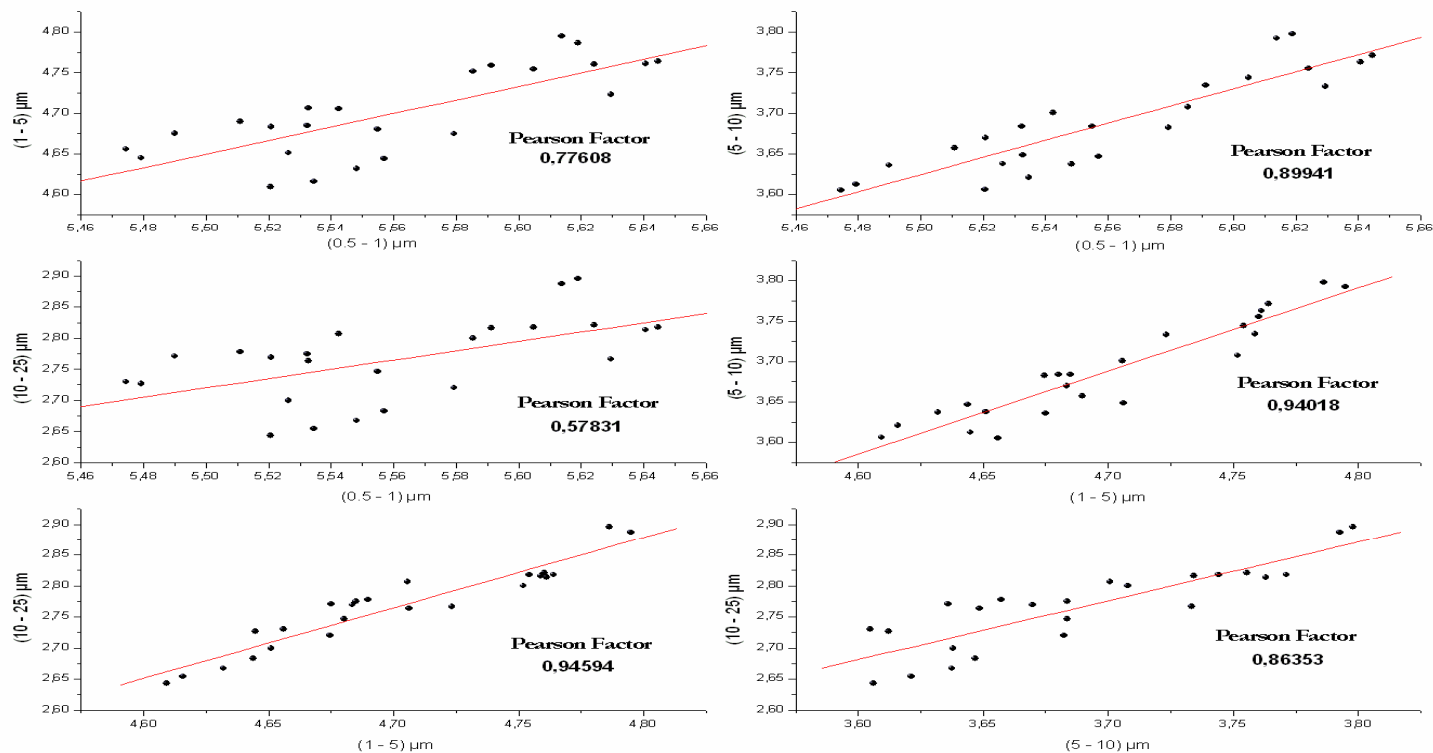 4,80
4,75
4,70
4,65
4,60
(1 - 5) µm
Pearson Factor
0,77608
5,46 5,48 5,50 5,52 5,54 5,56 5,58 5,60 5,62 5,64 5,66
(0.5 - 1) µm
3,80
3,75
3,70
3,65
3,60
(5 - 10) µm
Pearson Factor
0,89941
5,46 5,48 5,50 5,52 5,54 5,56 5,58 5,60 5,62 5,64 5,66
(0.5 - 1) µm
2,90
2,85
2,80
2,75
2,70
2,65
2,60
(10 - 25) µm
Pearson Factor
0,57831
5,46 5,48 5,50 5,52 5,54 5,56 5,58 5,60 5,62 5,64 5,66
(0.5 - 1) µm
3,80
3,75
3,70
3,65
3,60
(5 - 10) µm
Pearson Factor
0,94018
4,60 4,65 4,70 4,75 4,80
(1 - 5) µm
2,90
2,85
2,80
2,75
2,70
2,65
2,60
(10 - 25) µm
Pearson Factor
0,94594
4,60 4,65 4,70 4,75 4,80
(1 - 5) µm
2,90
2,85
2,80
2,75
2,70
2,65
2,60
(10 - 25) µm
Pearson Factor
0,86353
3,60 3,65 3,70 3,75 3,80
(5 - 10) µm